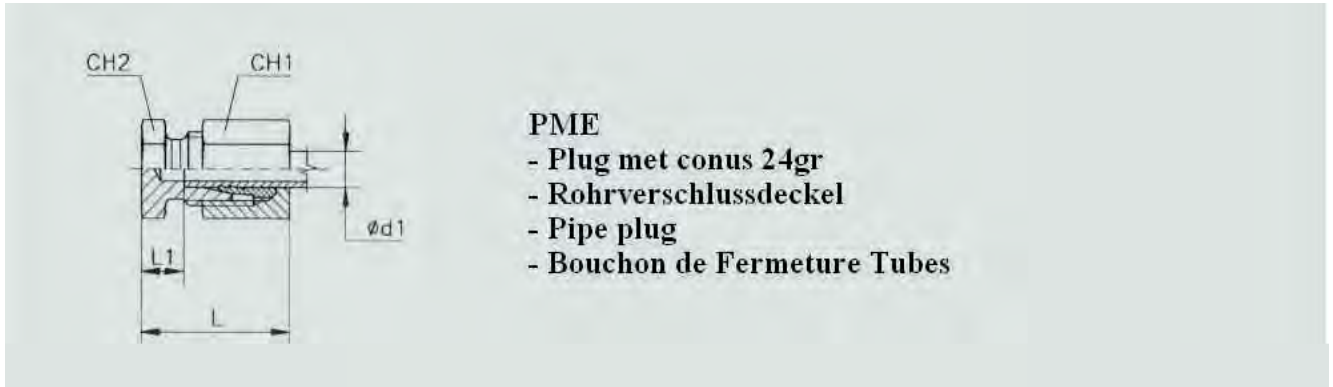 CH2
CH1
PME
- Plug met conus 24gr
- Rohrverschlussdeckel
- Pipe plug
- Bouchon de Fermeture Tubes
Ød1
L1
L